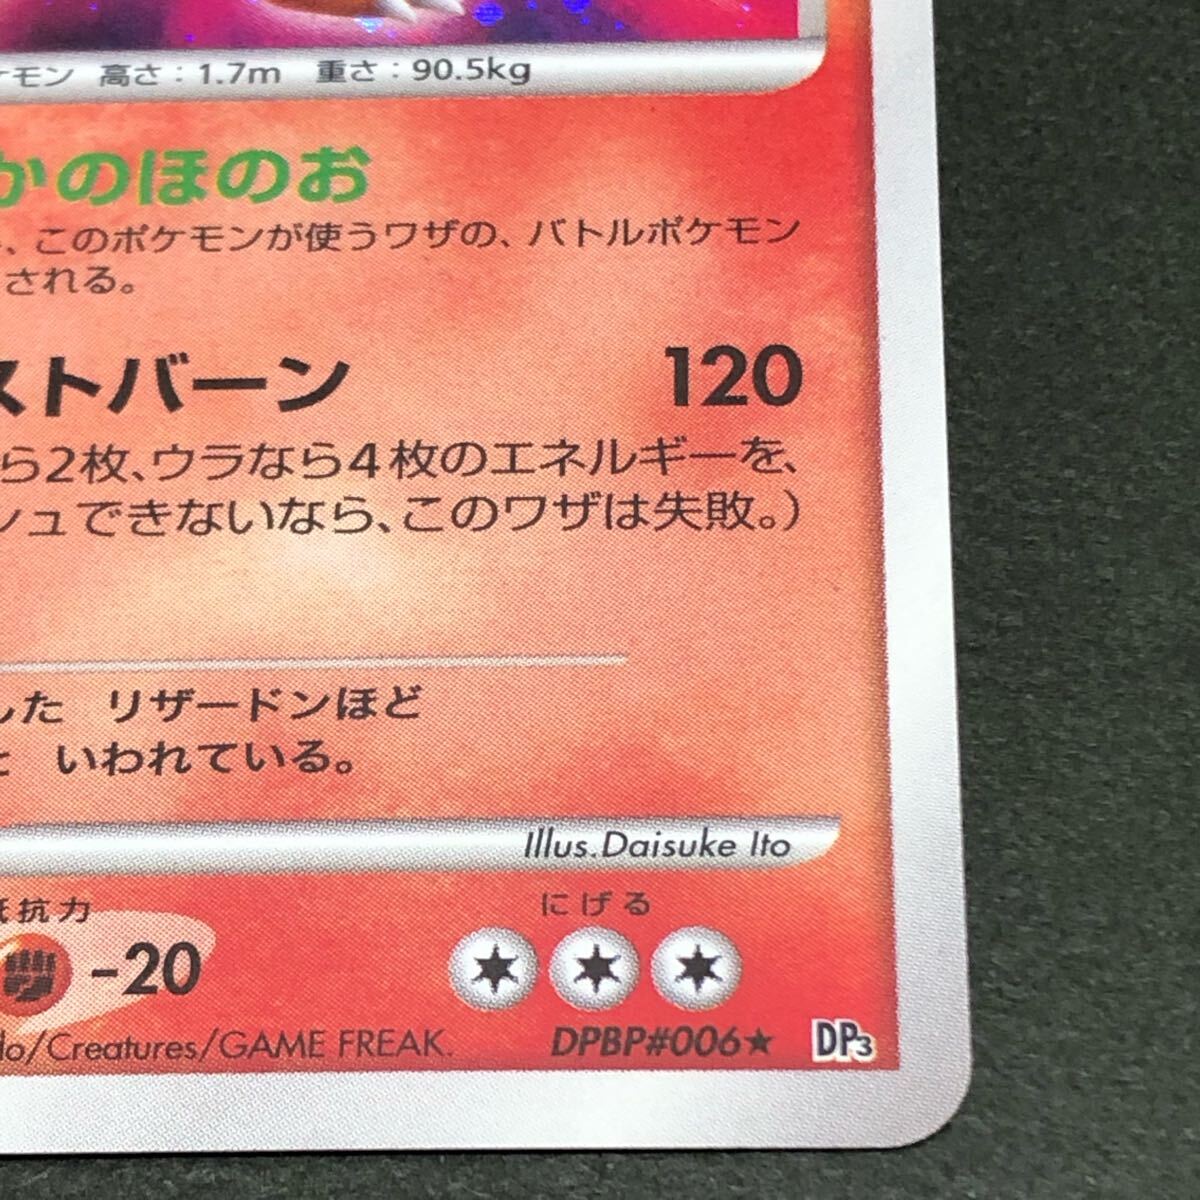 ケモン 高さ：1.7m 重さ：90.5kg
かのほのお
、このポケモンが使うワザの、バトルポケモン
される。
ストバーン 120
ら2枚、ウラなら4枚のエネルギーを、
シュできないなら、このワザは失敗。）
した リザードンほど
と いわれている。
Illus.Daisuke Ito
抵抗力 にげる
-20
do/Creatures/GAME FREAK. DPBP#006★ DP3